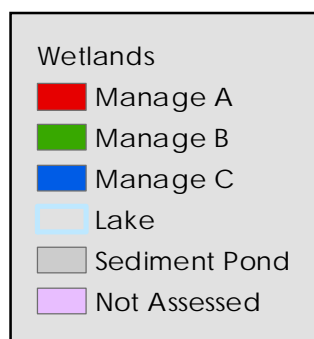 Wetlands
Manage A
Manage B
Manage C
Lake
Sediment Pond
Not Assessed